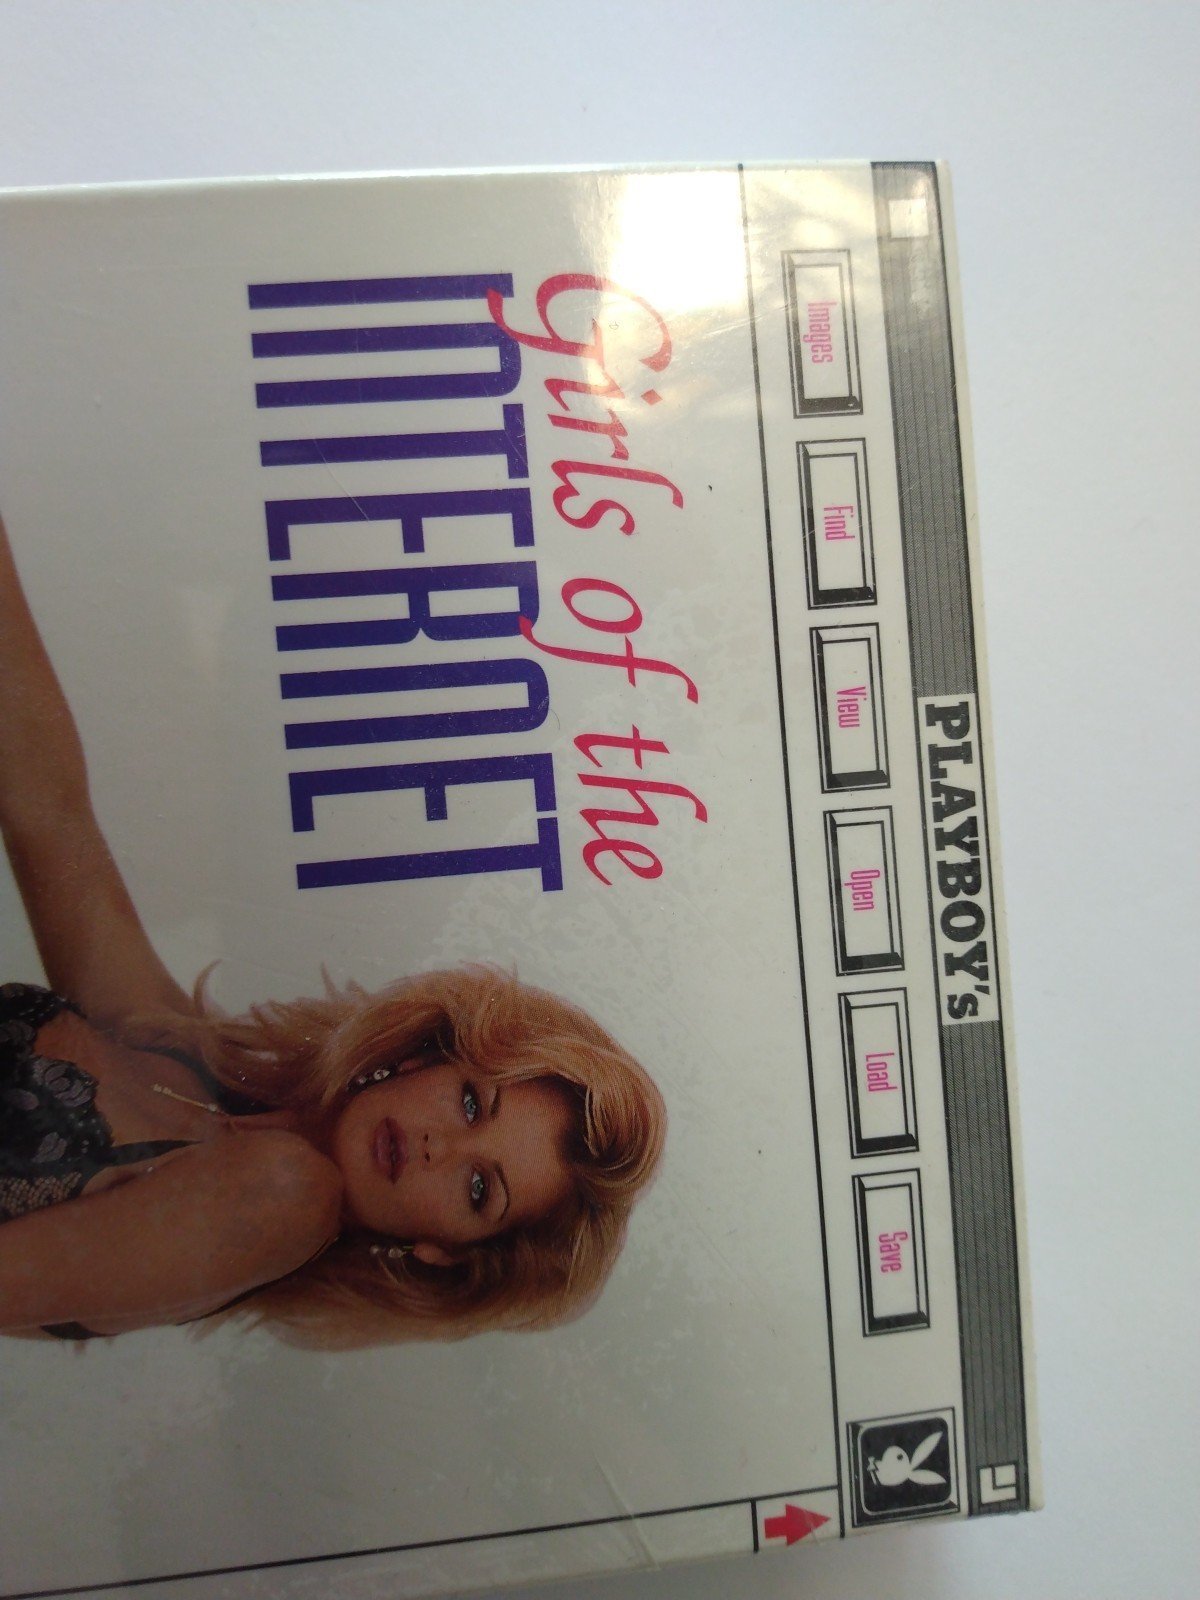 PLAYBOY's
Images Find View Open Load Save
Girls of the
INTERNET